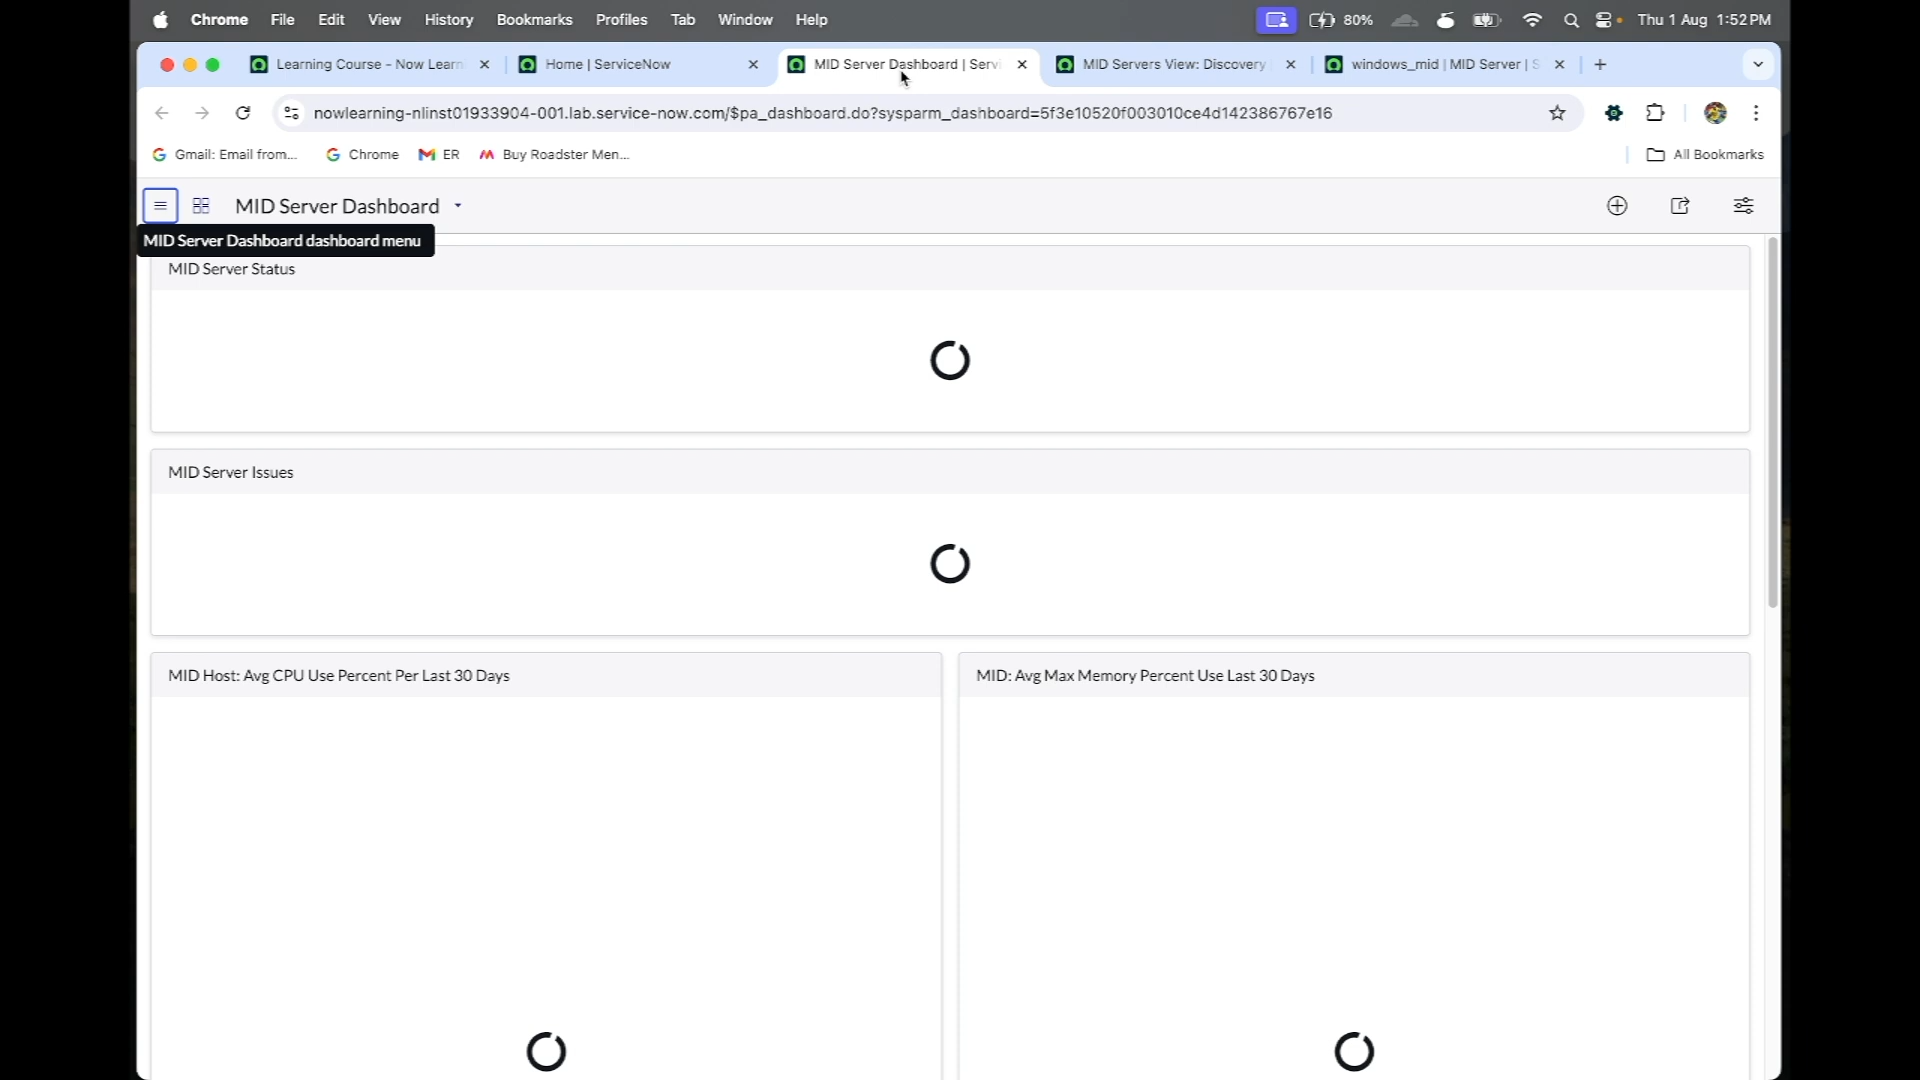 Chrome File Edit View History Bookmarks Profiles Tab Window Help 80% Thu 1 Aug 1:52 PM
Learning Course - Now Learn Home | ServiceNow MID Server Dashboard | Servi MID Servers View: Discovery windows_mid | MID Server | S
nowlearning-nlinst01933904-001.lab.service-now.com/$pa_dashboard.do?sysparm_dashboard=5f3e10520f003010ce4d142386767e16
Gmail: Email from... Chrome ER Buy Roadster Men... All Bookmarks
MID Server Dashboard
MID Server Dashboard dashboard menu
MID Server Status
MID Server Issues
MID Host: Avg CPU Use Percent Per Last 30 Days MID: Avg Max Memory Percent Use Last 30 Days